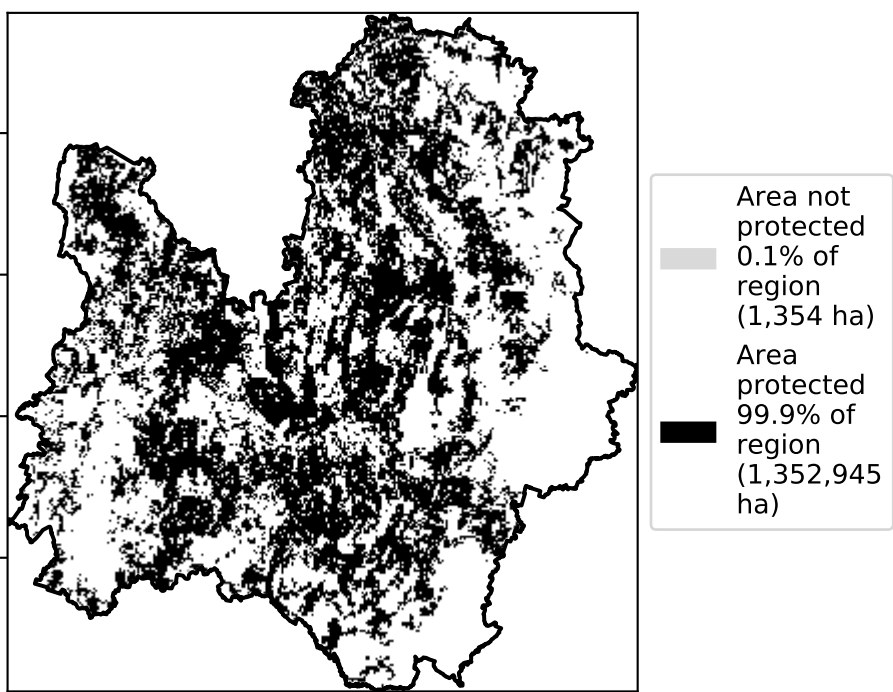 Area not
protected
0.1% of
region
(1,354 ha)
Area
protected
99.9% of
region
(1,352,945
ha)